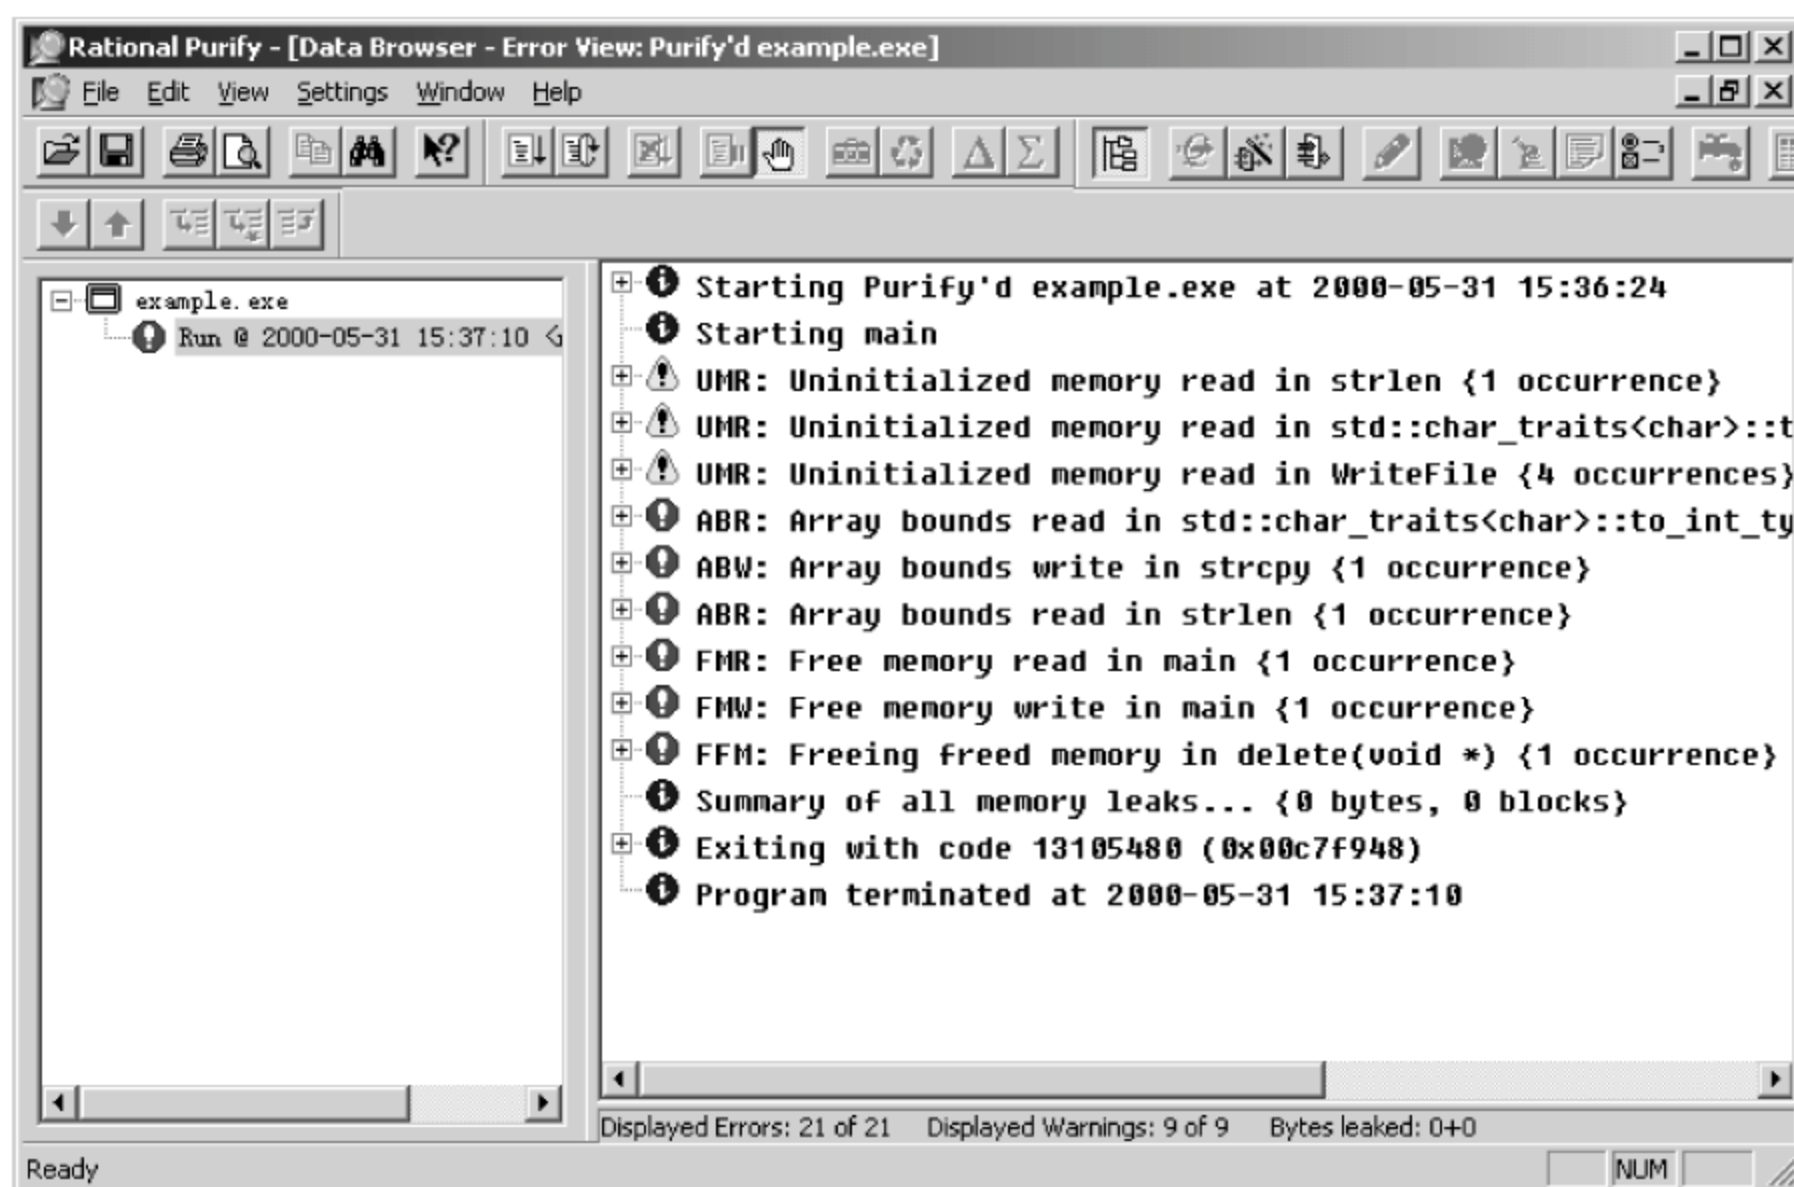 Rational Purify - [Data Browser - Error View: Purify'd example.exe]
File Edit View Settings Window Help
example.exe
Run @ 2000-05-31 15:37:10
Starting Purify'd example.exe at 2000-05-31 15:36:24
Starting main
UMR: Uninitialized memory read in strlen {1 occurrence}
UMR: Uninitialized memory read in std::char_traits<char>::t
UMR: Uninitialized memory read in WriteFile {4 occurrences}
ABR: Array bounds read in std::char_traits<char>::to_int_ty
ABW: Array bounds write in strcpy {1 occurrence}
ABR: Array bounds read in strlen {1 occurrence}
FMR: Free memory read in main {1 occurrence}
FMW: Free memory write in main {1 occurrence}
FFM: Freeing freed memory in delete(void *) {1 occurrence}
Summary of all memory leaks... {0 bytes, 0 blocks}
Exiting with code 13105480 (0x00c7f948)
Program terminated at 2000-05-31 15:37:10
Displayed Errors: 21 of 21 Displayed Warnings: 9 of 9 Bytes leaked: 0+0
Ready NUM